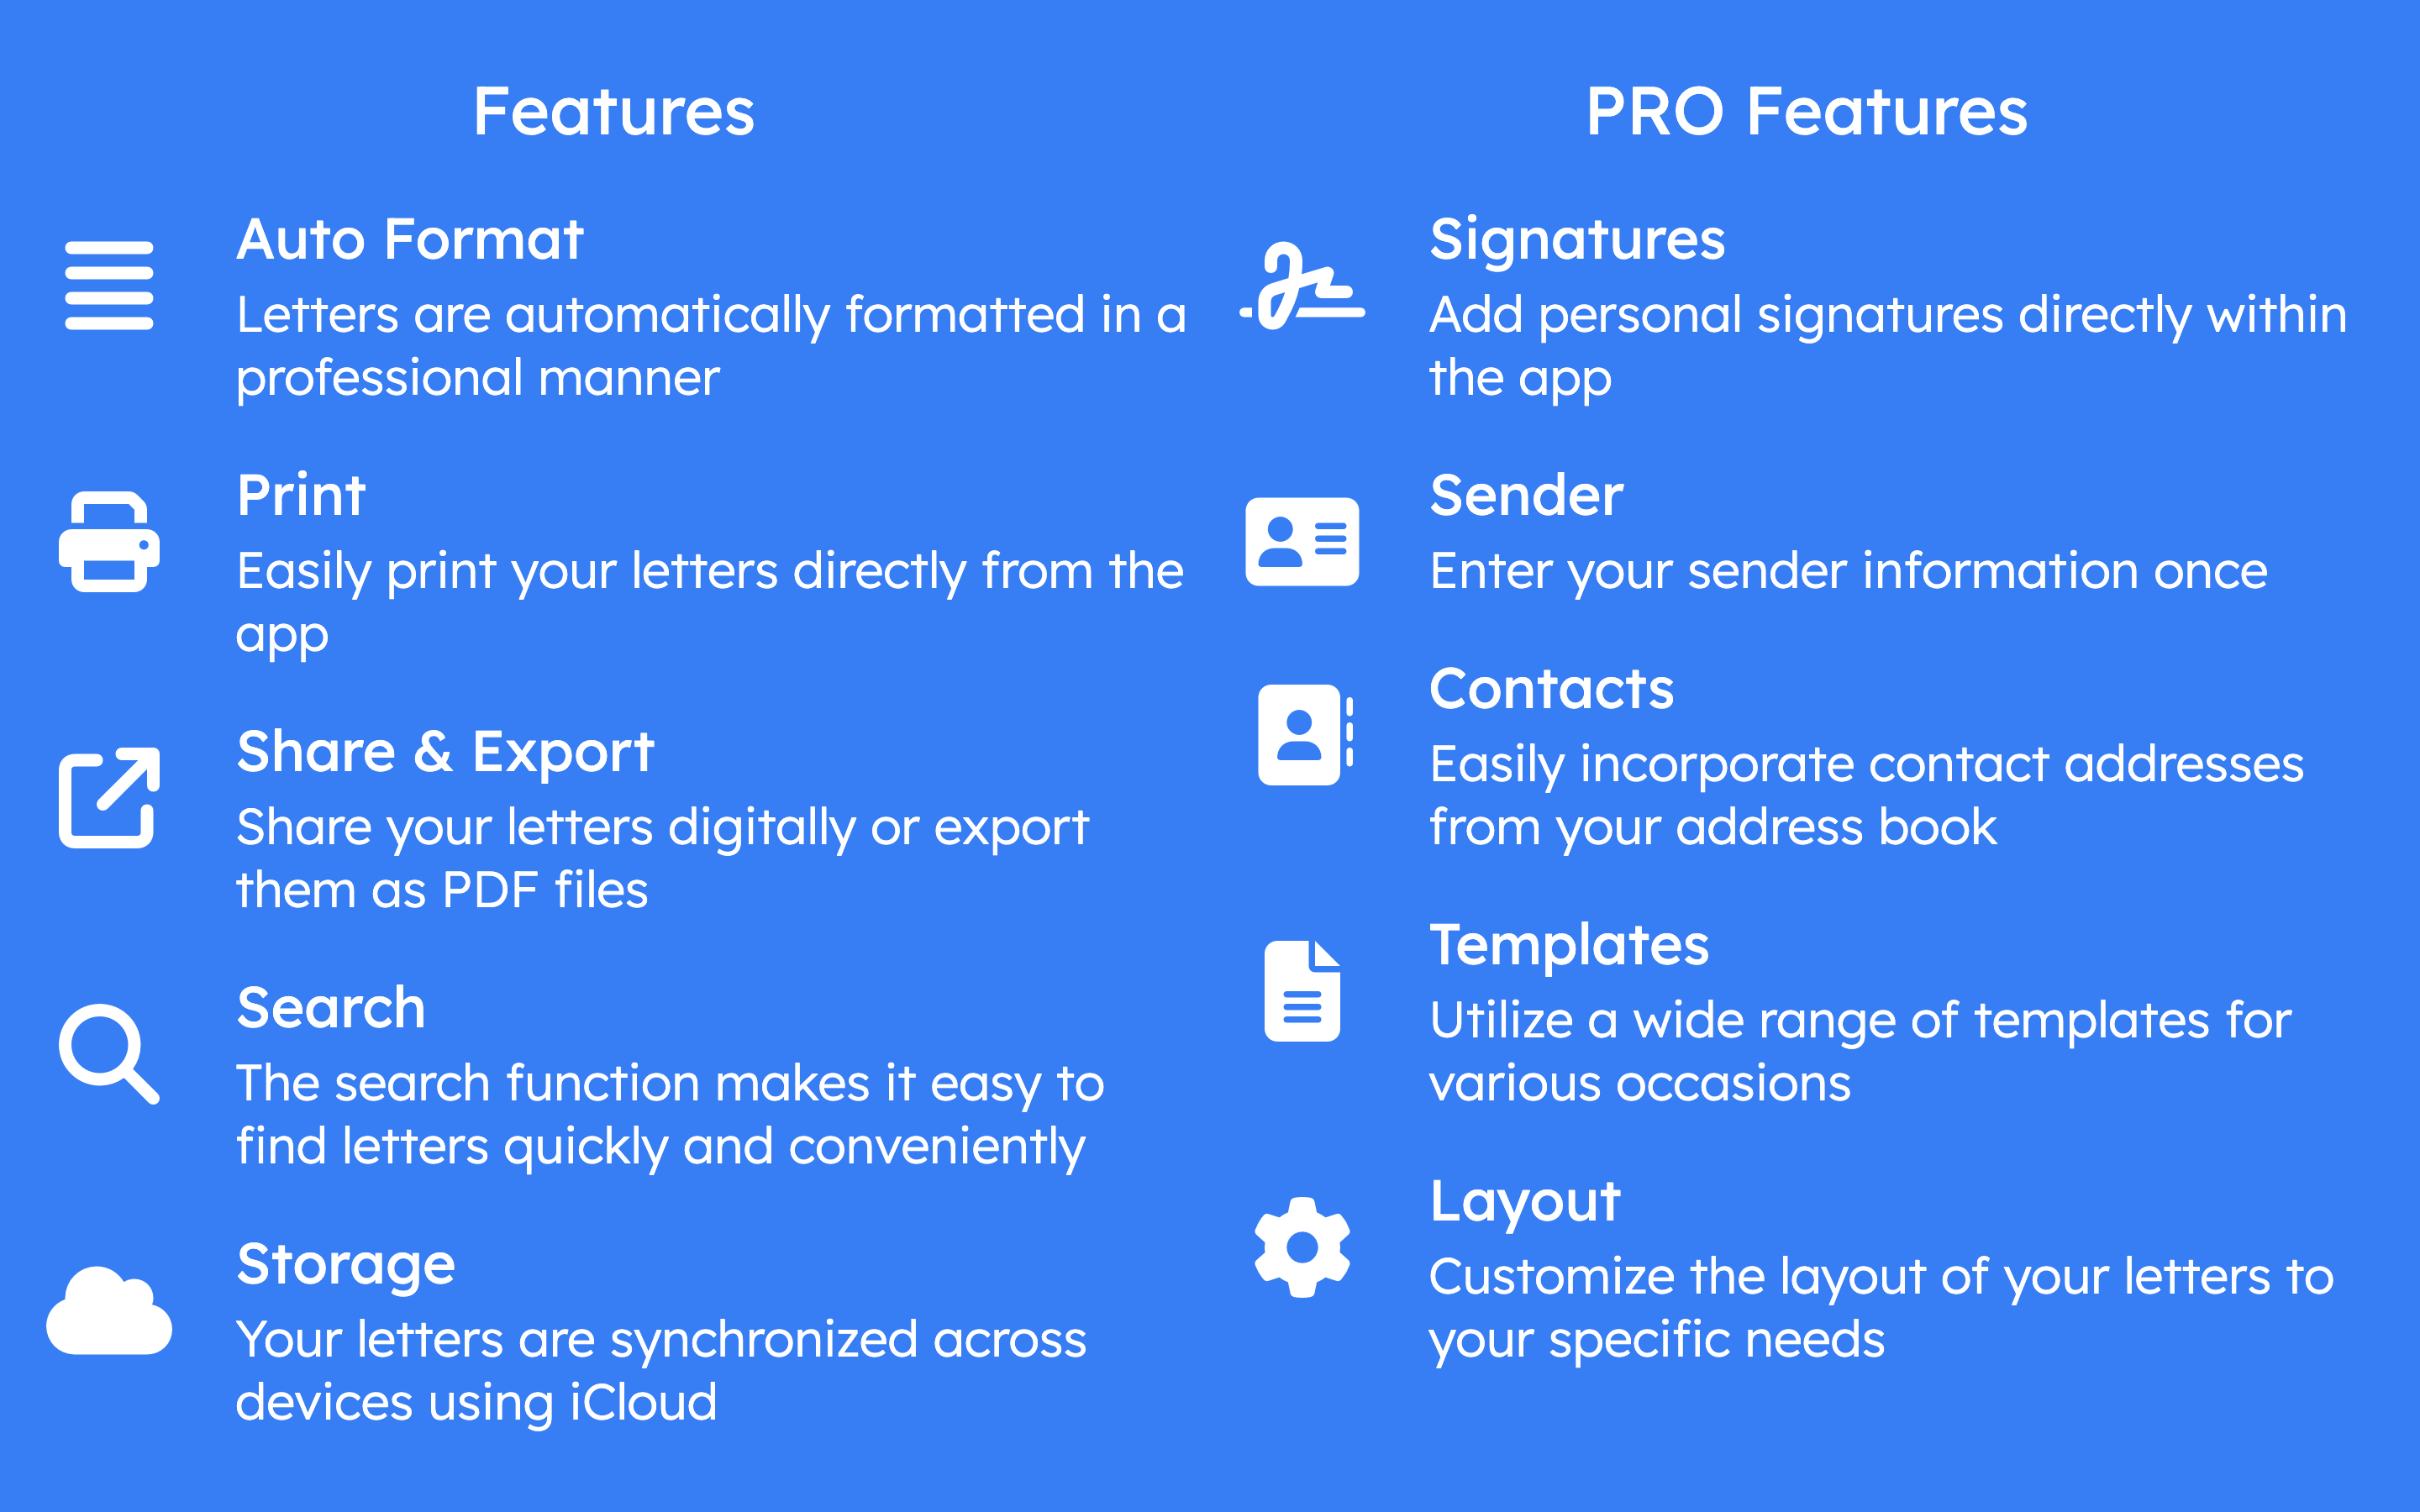 Features
Auto Format
Letters are automatically formatted in a
professional manner
Print
Easily print your letters directly from the
app
Share & Export
Share your letters digitally or export
them as PDF files
Search
The search function makes it easy to
find letters quickly and conveniently
Storage
Your letters are synchronized across
devices using iCloud
PRO Features
Signatures
Add personal signatures directly within
the app
Sender
Enter your sender information once
Contacts
Easily incorporate contact addresses
from your address book
Templates
Utilize a wide range of templates for
various occasions
Layout
Customize the layout of your letters to
your specific needs